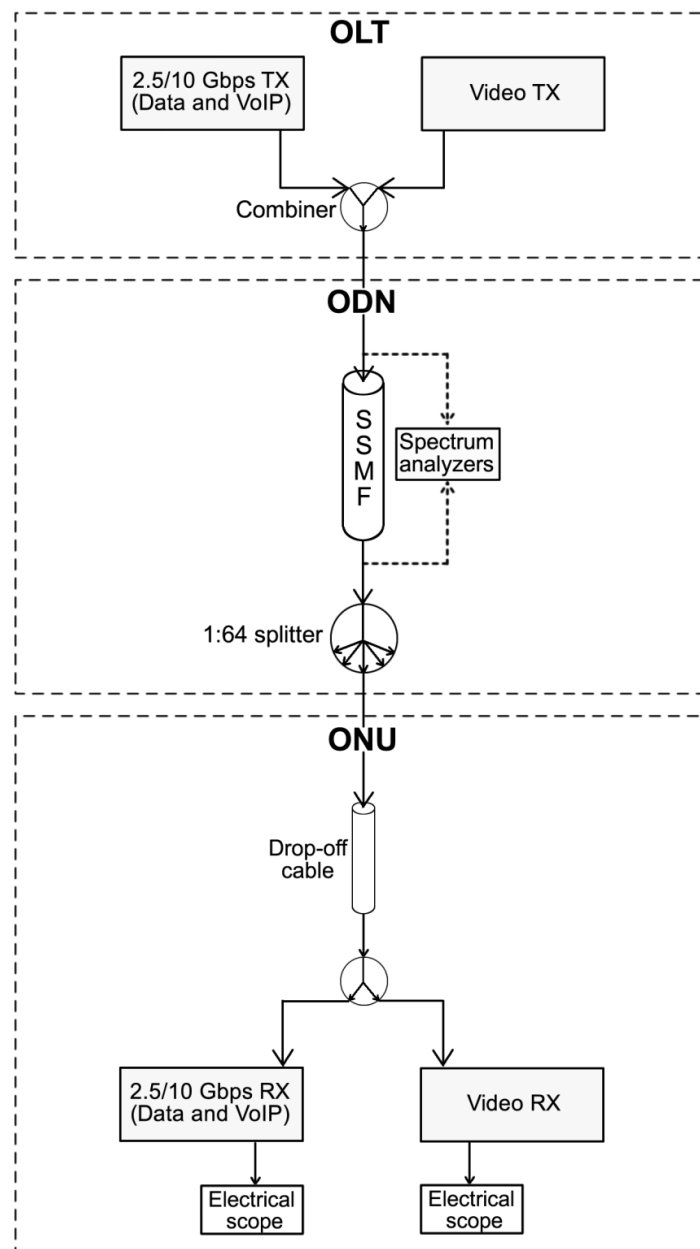 OLT
2.5/10 Gbps TX
(Data and VoIP)
Video TX
Combiner
ODN
S
S
M
F
Spectrum
analyzers
1:64 splitter
ONU
Drop-off
cable
2.5/10 Gbps RX
(Data and VoIP)
Video RX
Electrical
scope
Electrical
scope